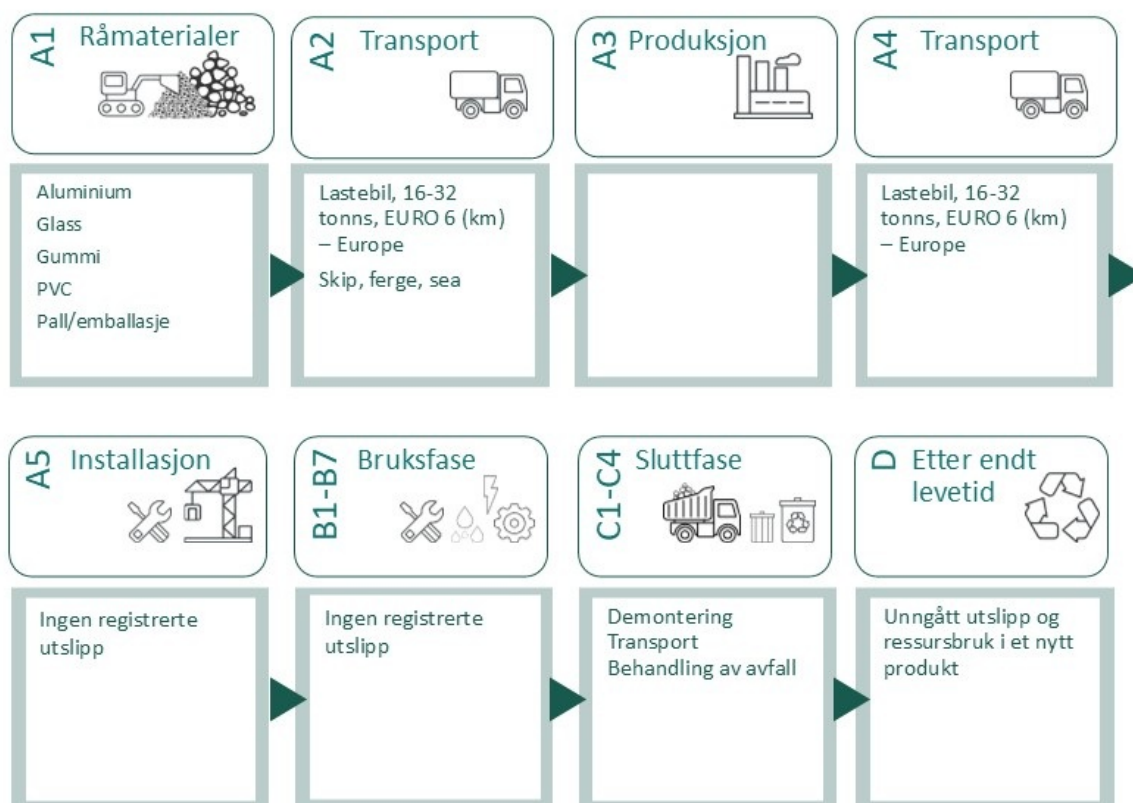 A1 Råmaterialer
Aluminium
Glass
Gummi
PVC
Pall/emballasje
A2 Transport
Lastebil, 16-32
tonns, EURO 6 (km)
– Europe
Skip, ferge, sea
A3 Produksjon
A4 Transport
Lastebil, 16-32
tonns, EURO 6 (km)
– Europe
A5 Installasjon
Ingen registrerte
utslipp
B1-B7 Bruksfase
Ingen registrerte
utslipp
C1-C4 Sluttfase
Demontering
Transport
Behandling av avfall
D Etter endt
levetid
Unngått utslipp og
ressursbruk i et nytt
produkt